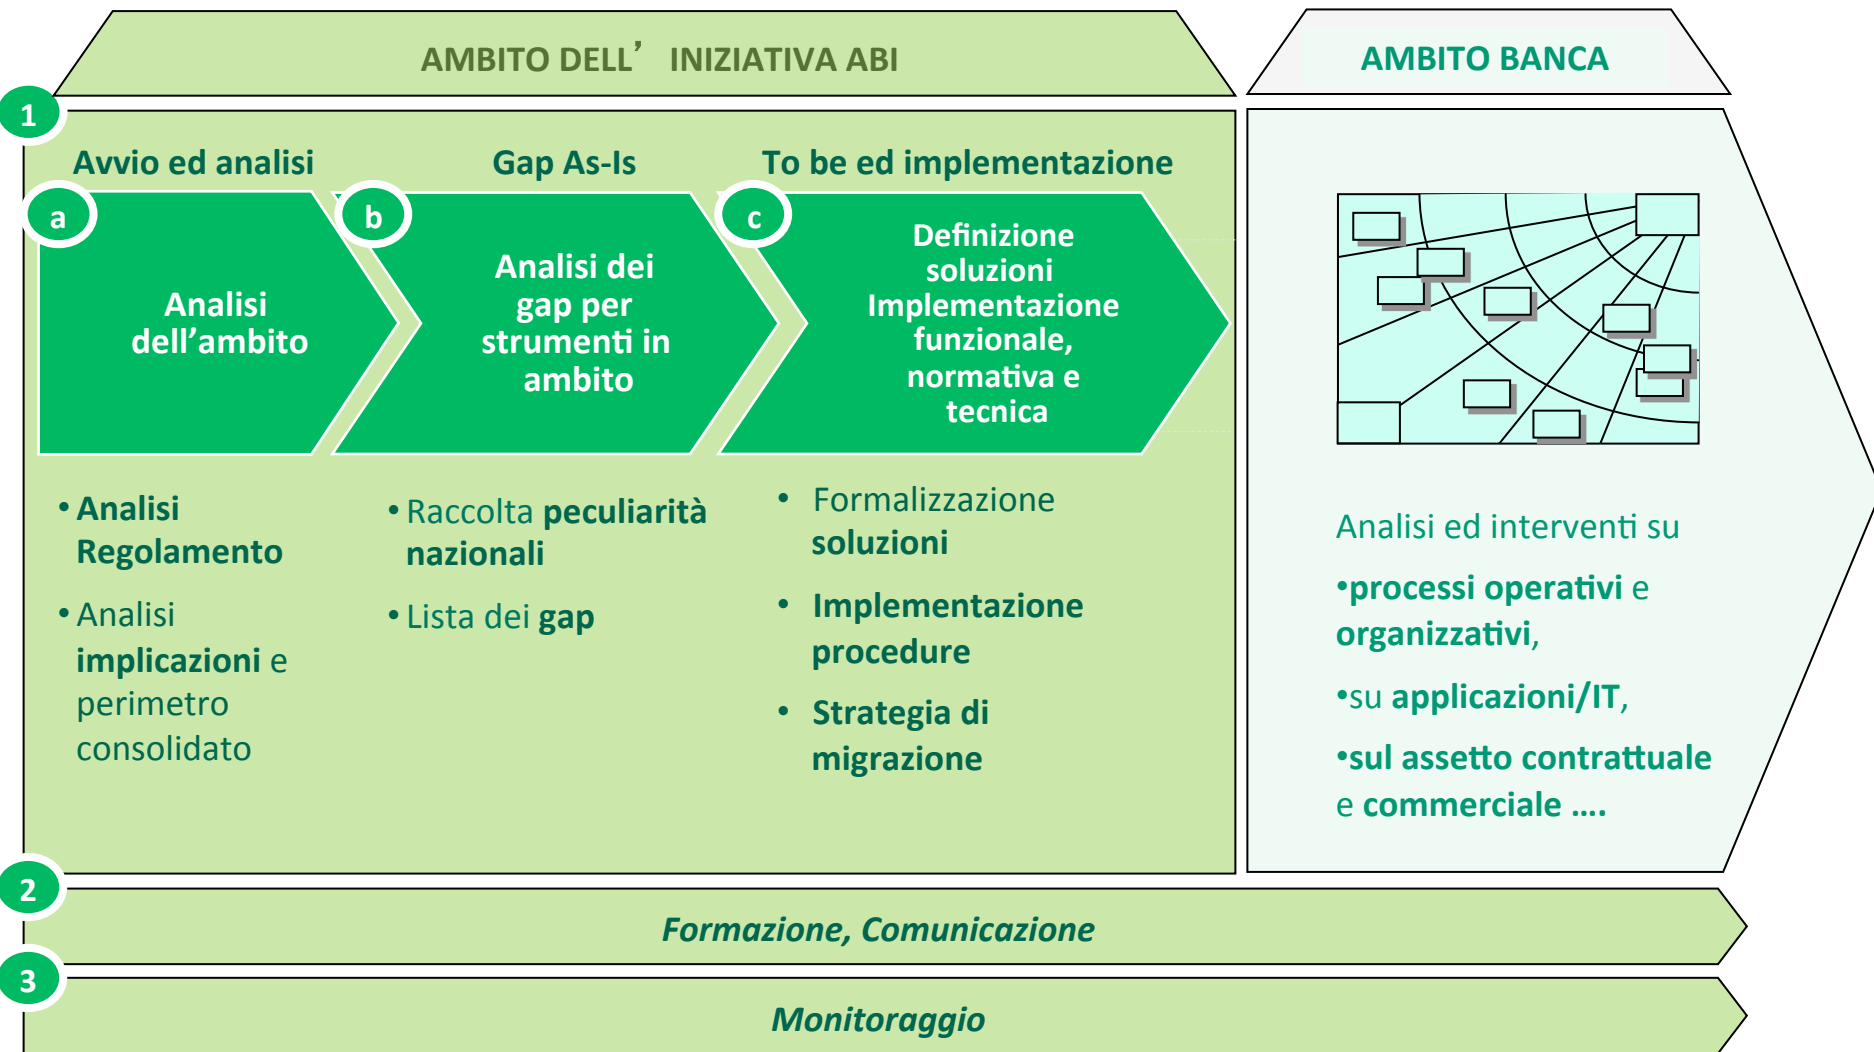 AMBITO DELL’ INIZIATIVA ABI
AMBITO BANCA
1
Avvio ed analisi
Gap As-Is
To be ed implementazione
a
Analisi
dell’ambito
b
Analisi dei
gap per
strumenti in
ambito
c
Definizione
soluzioni
Implementazione
funzionale,
normativa e
tecnica
• Analisi
Regolamento
• Analisi
implicazioni e
perimetro
consolidato
• Raccolta peculiarità
nazionali
• Lista dei gap
• Formalizzazione
soluzioni
• Implementazione
procedure
• Strategia di
migrazione
Analisi ed interventi su
•processi operativi e
organizzativi,
•su applicazioni/IT,
•sul assetto contrattuale
e commerciale ….
2
Formazione, Comunicazione
3
Monitoraggio